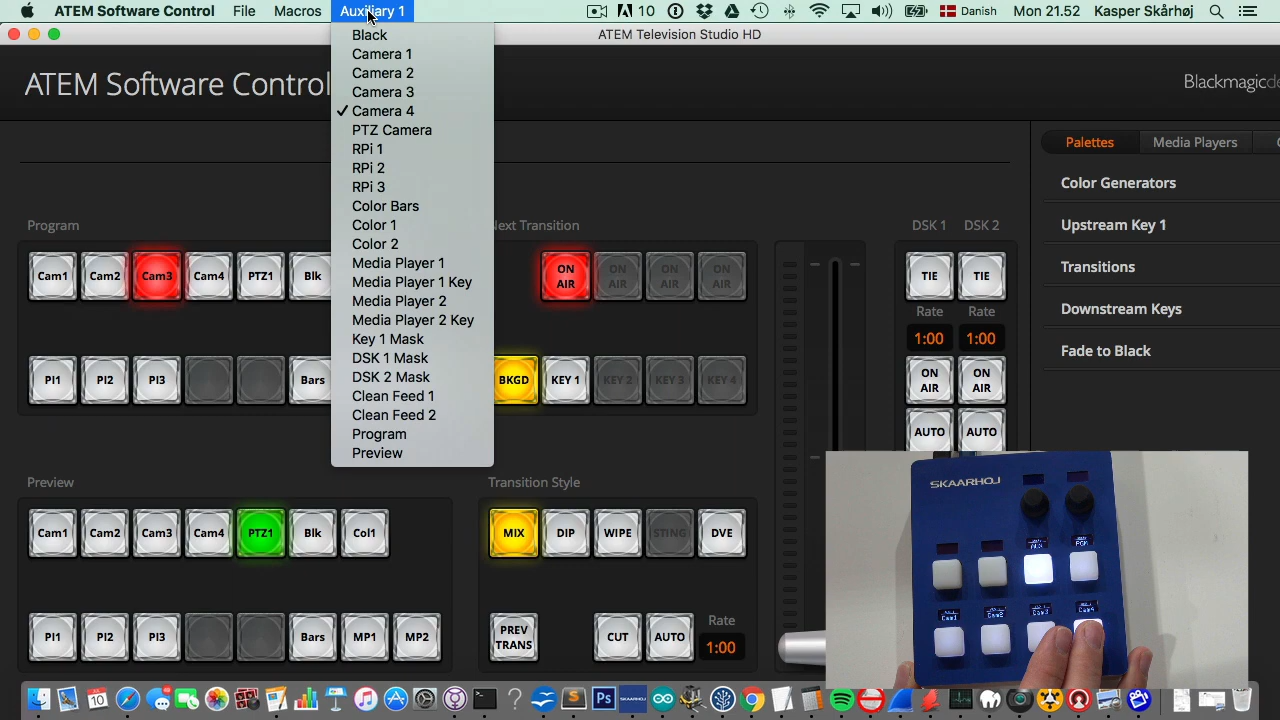 ATEM Software Control File Macros Auxiliary 1 10 Danish Mon 21.52 Kasper Skårhøj
ATEM Television Studio HD
ATEM Software Control
Blackmagicde
Black
Camera 1
Camera 2
Camera 3
✓ Camera 4
PTZ Camera
RPi 1
RPi 2
RPi 3
Color Bars
Color 1
Color 2
Media Player 1
Media Player 1 Key
Media Player 2
Media Player 2 Key
Key 1 Mask
DSK 1 Mask
DSK 2 Mask
Clean Feed 1
Clean Feed 2
Program
Preview
Program
Cam1 Cam2 Cam3 Cam4 PTZ1 Blk
PI1 PI2 PI3 Bars
Next Transition
ON AIR ON AIR ON AIR ON AIR
BKGD KEY 1 KEY 2 KEY 3 KEY 4
DSK 1 DSK 2
TIE TIE
Rate Rate
1:00 1:00
ON AIR ON AIR
AUTO AUTO
Palettes Media Players
Color Generators
Upstream Key 1
Transitions
Downstream Keys
Fade to Black
Preview
Cam1 Cam2 Cam3 Cam4 PTZ1 Blk Col1
PI1 PI2 PI3 Bars MP1 MP2
Transition Style
MIX DIP WIPE STING DVE
PREV TRANS CUT AUTO
Rate
1:00
SKAARHOJ
AUX PGM
Cam1 Cam2 Cam3 Cam4